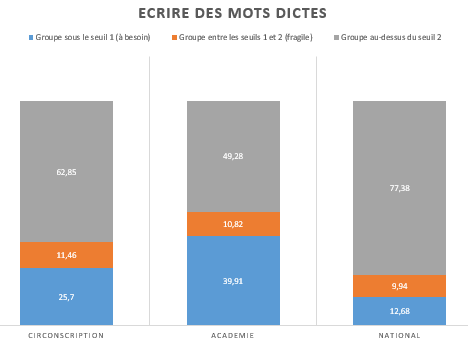 ECRIRE DES MOTS DICTES
Groupe sous le seuil 1 (à besoin) Groupe entre les seuils 1 et 2 (fragile) Groupe au-dessus du seuil 2
62,85 49,28 77,38
11,46 10,82 9,94
25,7 39,91 12,68
CIRCONSCRIPTION ACADEMIE NATIONAL